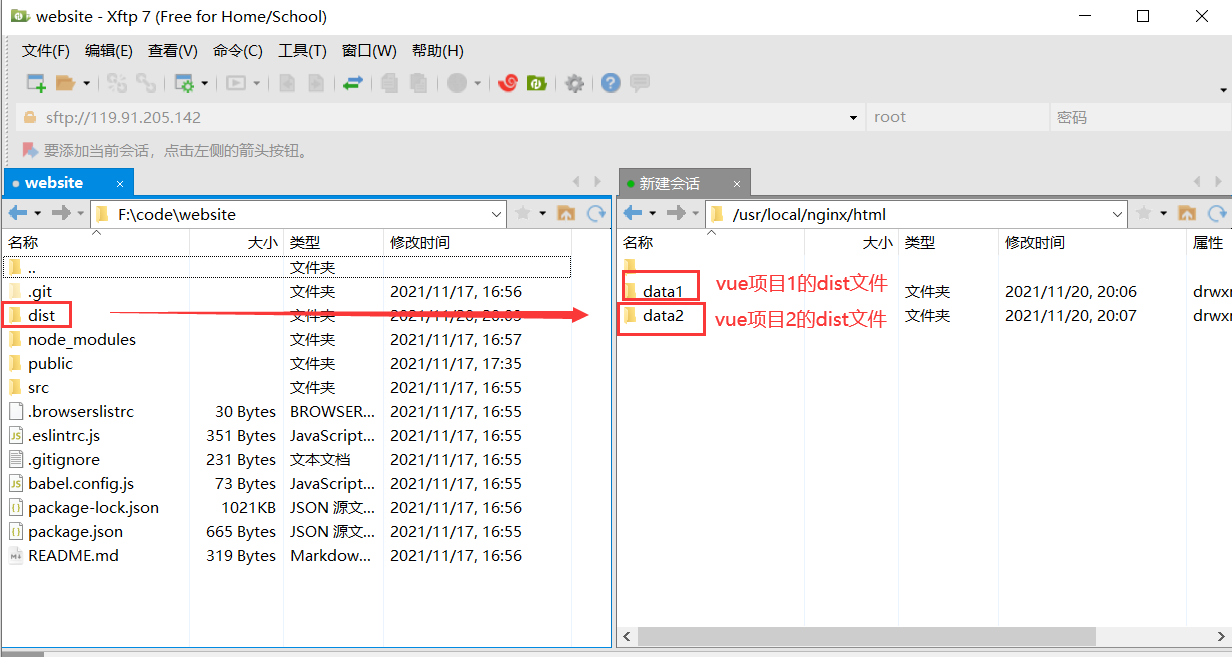 website - Xftp 7 (Free for Home/School)
文件(F) 编辑(E) 查看(V) 命令(C) 工具(T) 窗口(W) 帮助(H)
sftp://119.91.205.142 root 密码
要添加当前会话，点击左侧的箭头按钮。
website × 新建会话 ×
F:\code\website /usr/local/nginx/html
名称 大小 类型 修改时间 名称 大小 类型 修改时间 属性
.. 文件夹
.git 文件夹 2021/11/17, 16:56 data1 vue项目1的dist文件 文件夹 2021/11/20, 20:06 drwxr
dist 文件夹 2021/11/20, 20:05 data2 vue项目2的dist文件 文件夹 2021/11/20, 20:07 drwxr
node_modules 文件夹 2021/11/17, 16:57
public 文件夹 2021/11/17, 17:35
src 文件夹 2021/11/17, 16:55
.browserslistrc 30 Bytes BROWSER... 2021/11/17, 16:55
.eslintrc.js 351 Bytes JavaScript... 2021/11/17, 16:55
.gitignore 231 Bytes 文本文档 2021/11/17, 16:55
babel.config.js 73 Bytes JavaScript... 2021/11/17, 16:55
package-lock.json 1021KB JSON 源文... 2021/11/17, 16:56
package.json 665 Bytes JSON 源文... 2021/11/17, 16:55
README.md 319 Bytes Markdow... 2021/11/17, 16:56